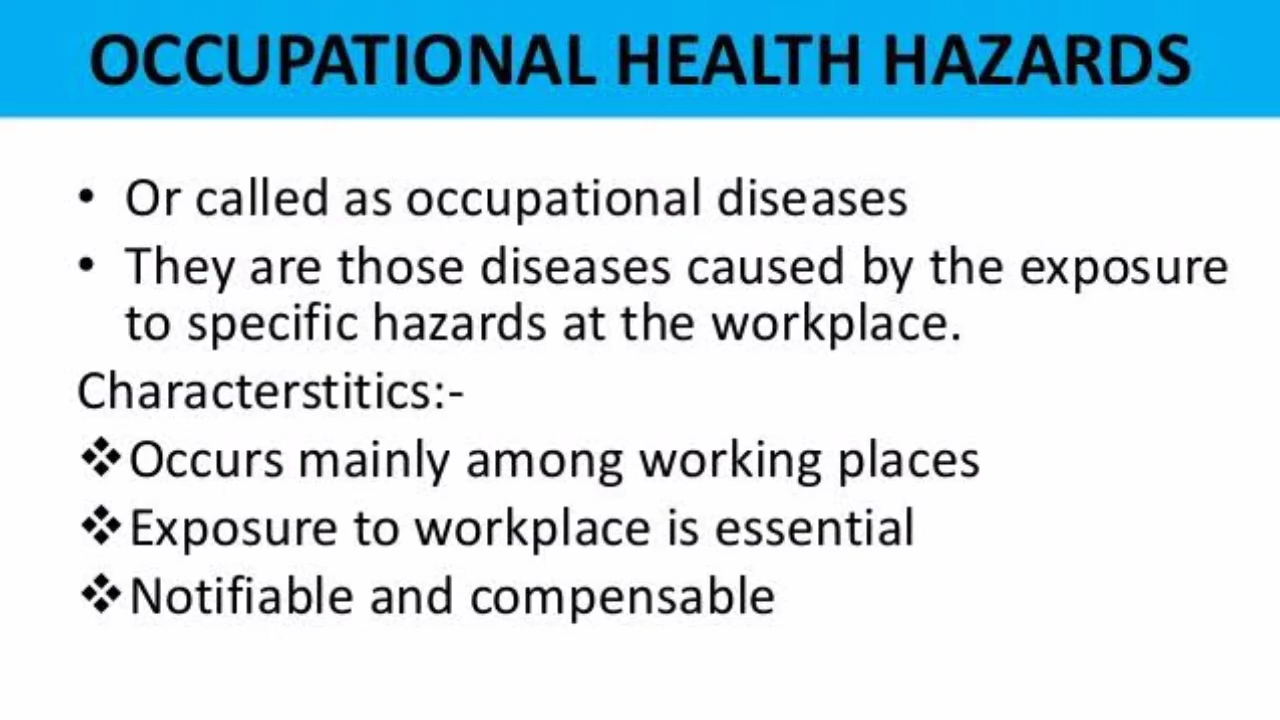 OCCUPATIONAL HEALTH HAZARDS
• Or called as occupational diseases
• They are those diseases caused by the exposure
to specific hazards at the workplace.
Characterstitics:-
❖Occurs mainly among working places
❖Exposure to workplace is essential
❖Notifiable and compensable